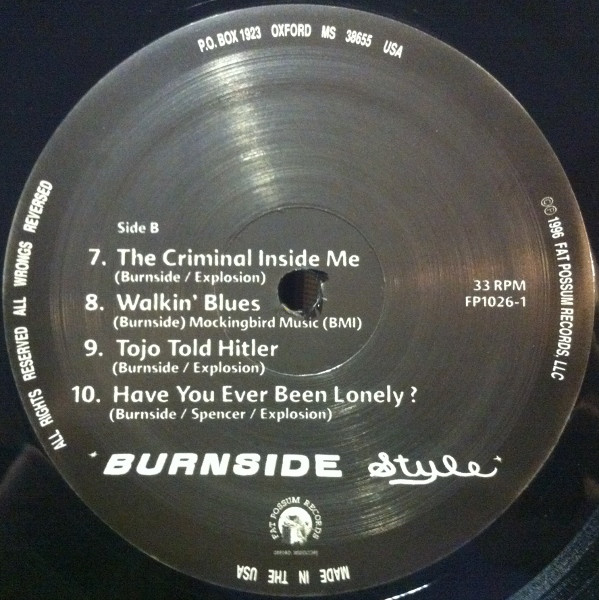 P.O. BOX 1923 OXFORD MS 38655 USA
Side B
7. The Criminal Inside Me
(Burnside / Explosion)
8. Walkin' Blues
(Burnside) Mockingbird Music (BMI)
9. Tojo Told Hitler
(Burnside / Explosion)
10. Have You Ever Been Lonely ?
(Burnside / Spencer / Explosion)
33 RPM
FP1026-1
"BURNSIDE Style"
FAT POSSUM RECORDS
ALL RIGHTS RESERVED ALL WRONGS REVERSED
©℗ 1996 FAT POSSUM RECORDS, LLC
MADE IN THE USA